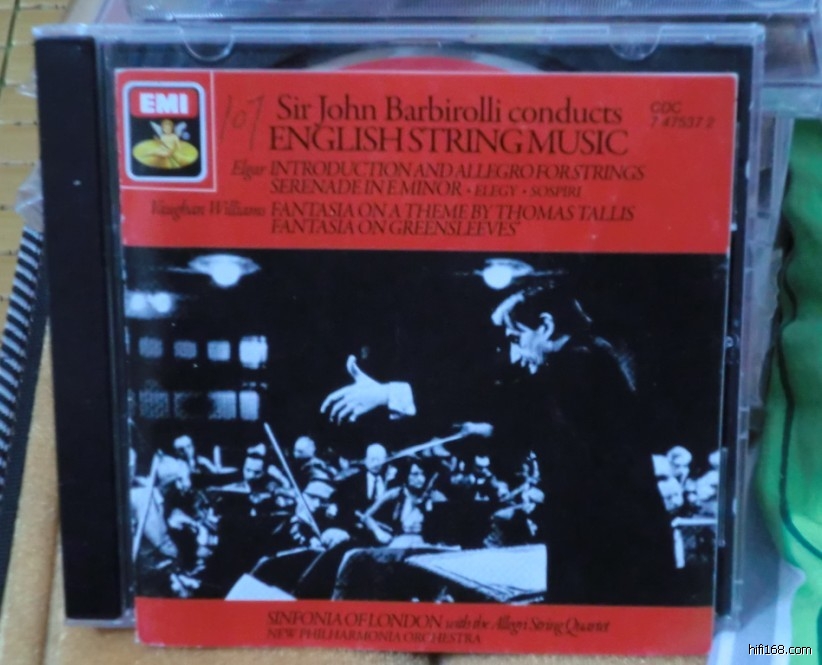 EMI
107
Sir John Barbirolli conducts
ENGLISH STRING MUSIC
CDC
7 47537 2
Elgar INTRODUCTION AND ALLEGRO FOR STRINGS
SERENADE IN E MINOR · ELEGY · SOSPIRI
Vaughan Williams FANTASIA ON A THEME BY THOMAS TALLIS
FANTASIA ON 'GREENSLEEVES'
SINFONIA OF LONDON with the Allegri String Quartet
NEW PHILHARMONIA ORCHESTRA
hifi168.com